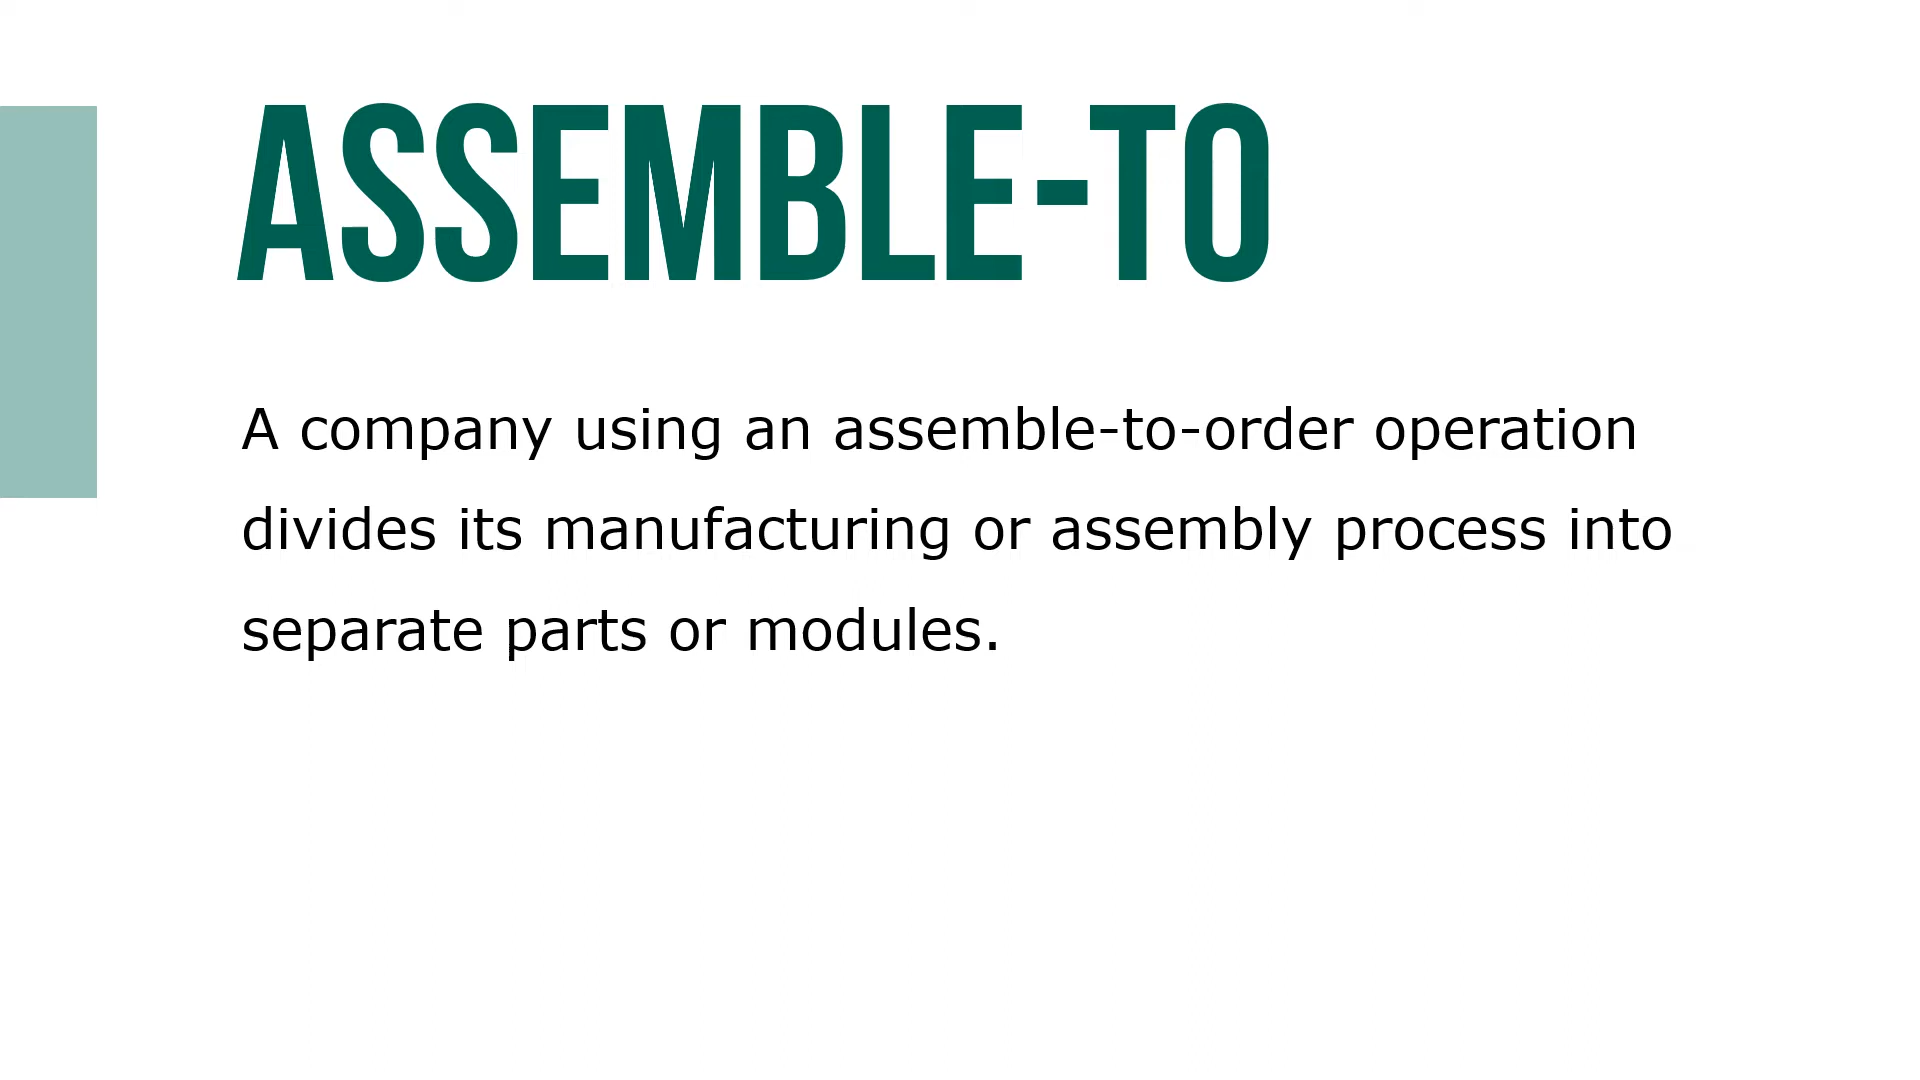 ASSEMBLE-TO
A company using an assemble-to-order operation
divides its manufacturing or assembly process into
separate parts or modules.